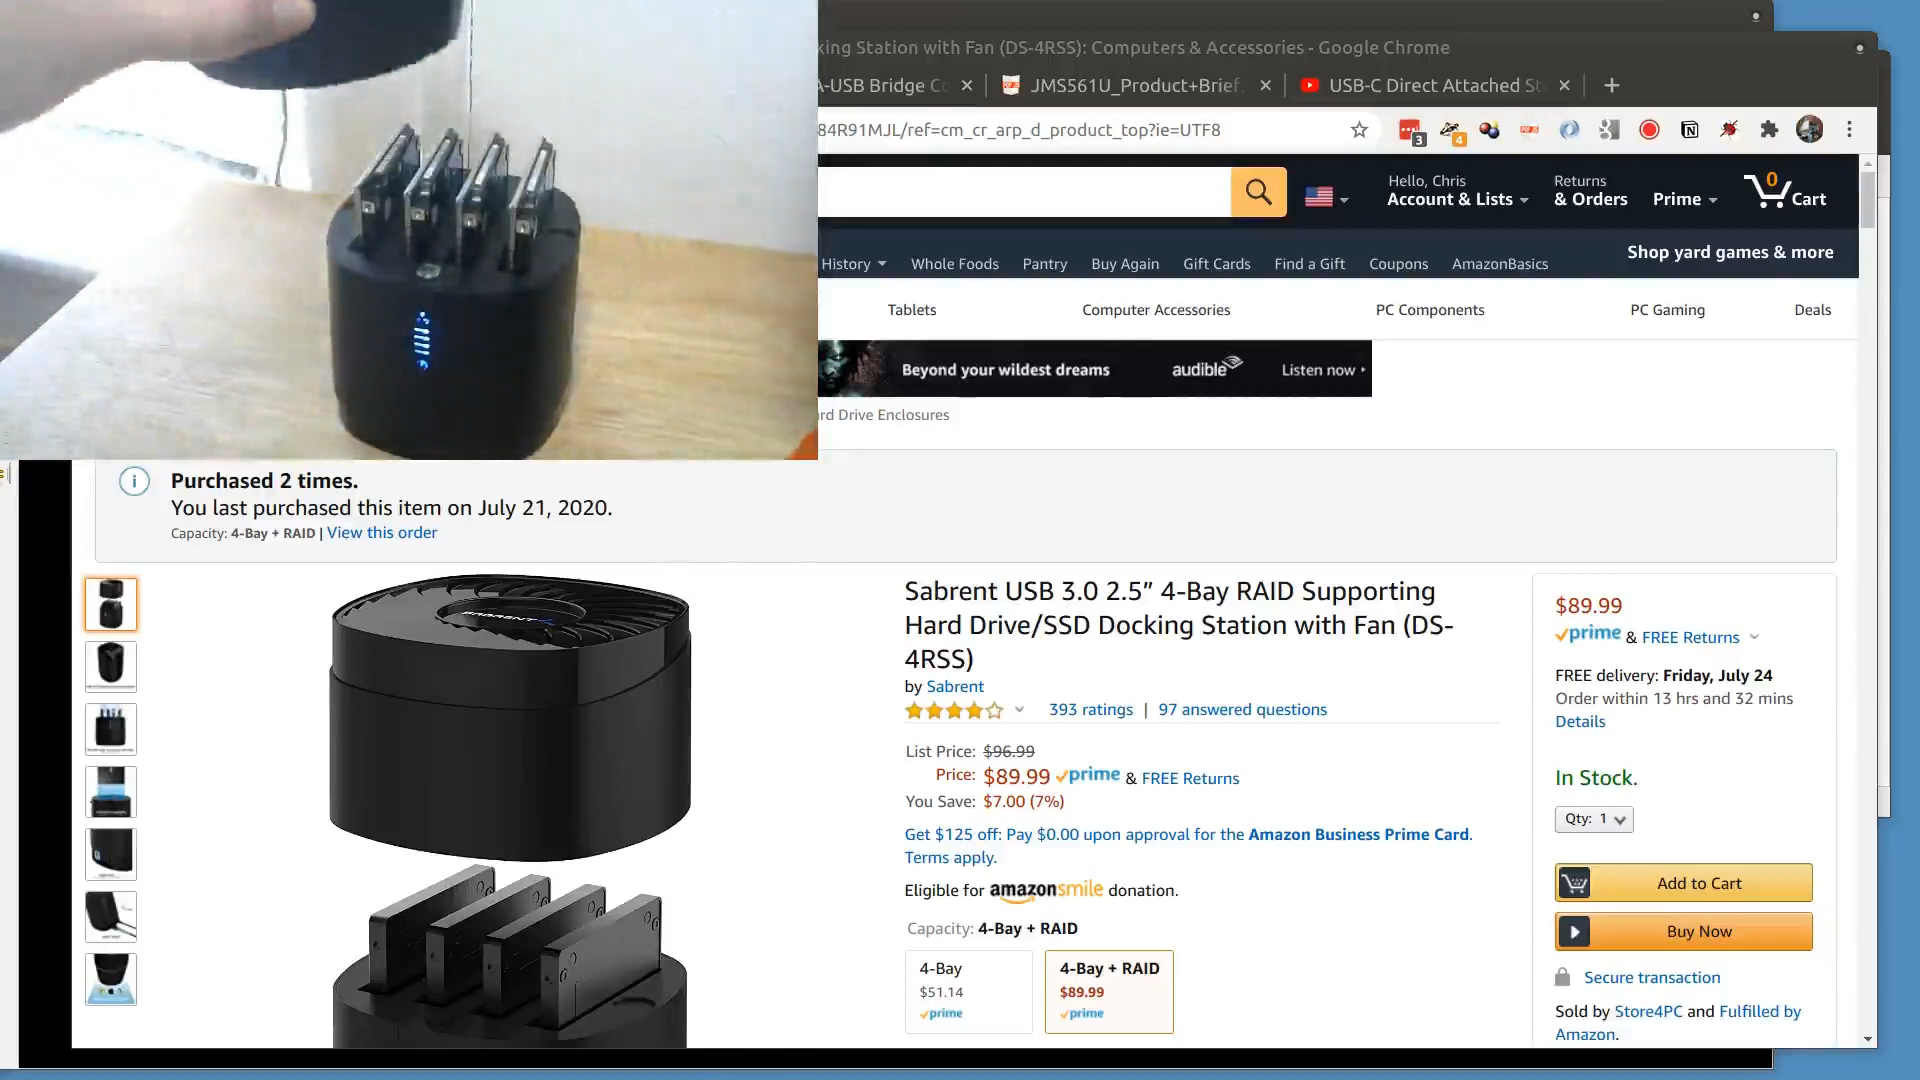 king Station with Fan (DS-4RSS): Computers & Accessories - Google Chrome
A-USB Bridge Co
JMS561U_Product+Brief.
USB-C Direct Attached St
84R91MJL/ref=cm_cr_arp_d_product_top?ie=UTF8
3
4
Hello, Chris
Account & Lists
Returns
& Orders
Prime
0
Cart
History
Whole Foods
Pantry
Buy Again
Gift Cards
Find a Gift
Coupons
AmazonBasics
Shop yard games & more
Tablets
Computer Accessories
PC Components
PC Gaming
Deals
Beyond your wildest dreams
audible
Listen now
rd Drive Enclosures
Purchased 2 times.
You last purchased this item on July 21, 2020.
Capacity: 4-Bay + RAID | View this order
SABRENT
Sabrent USB 3.0 2.5” 4-Bay RAID Supporting
Hard Drive/SSD Docking Station with Fan (DS-
4RSS)
by Sabrent
393 ratings | 97 answered questions
List Price: $96.99
Price: $89.99 prime & FREE Returns
You Save: $7.00 (7%)
Get $125 off: Pay $0.00 upon approval for the Amazon Business Prime Card.
Terms apply.
Eligible for amazonsmile donation.
Capacity: 4-Bay + RAID
4-Bay
$51.14
prime
4-Bay + RAID
$89.99
prime
$89.99
prime & FREE Returns
FREE delivery: Friday, July 24
Order within 13 hrs and 32 mins
Details
In Stock.
Qty: 1
Add to Cart
Buy Now
Secure transaction
Sold by Store4PC and Fulfilled by
Amazon.